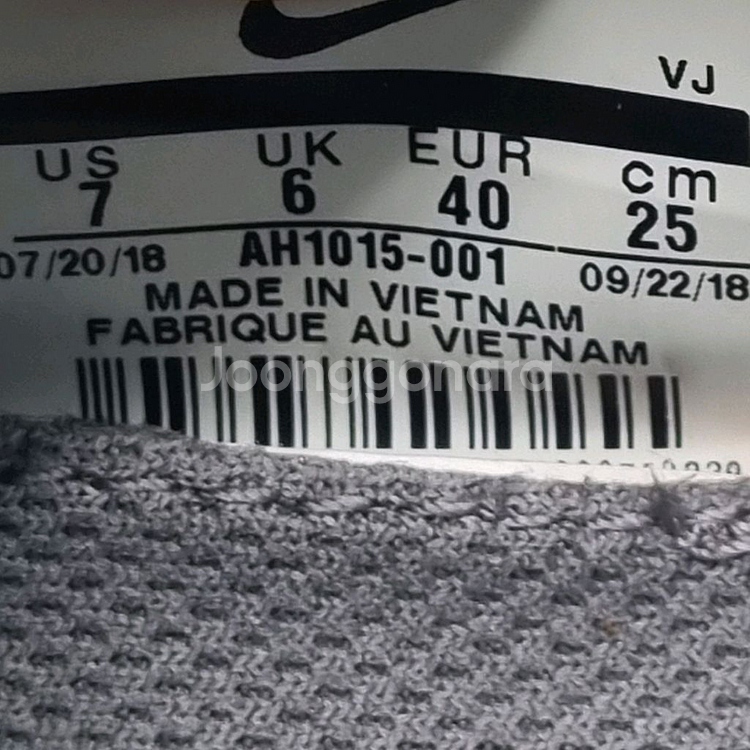 VJ
US UK EUR cm
7 6 40 25
07/20/18 AH1015-001 09/22/18
MADE IN VIETNAM
FABRIQUE AU VIETNAM
Joonggonara